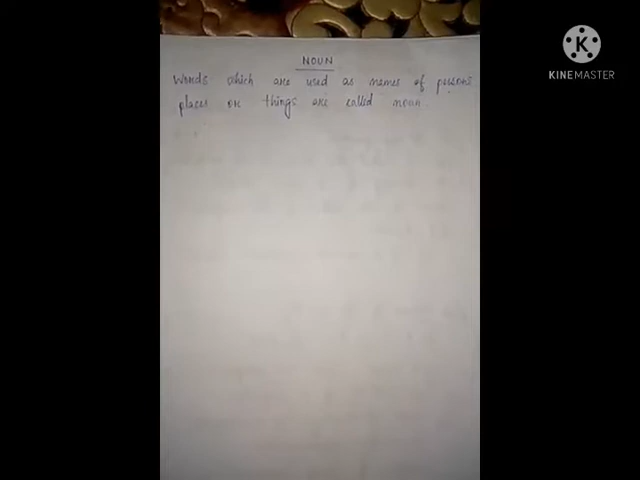 NOUN
Words which are used as names of persons
places or things are called noun.
KINEMASTER